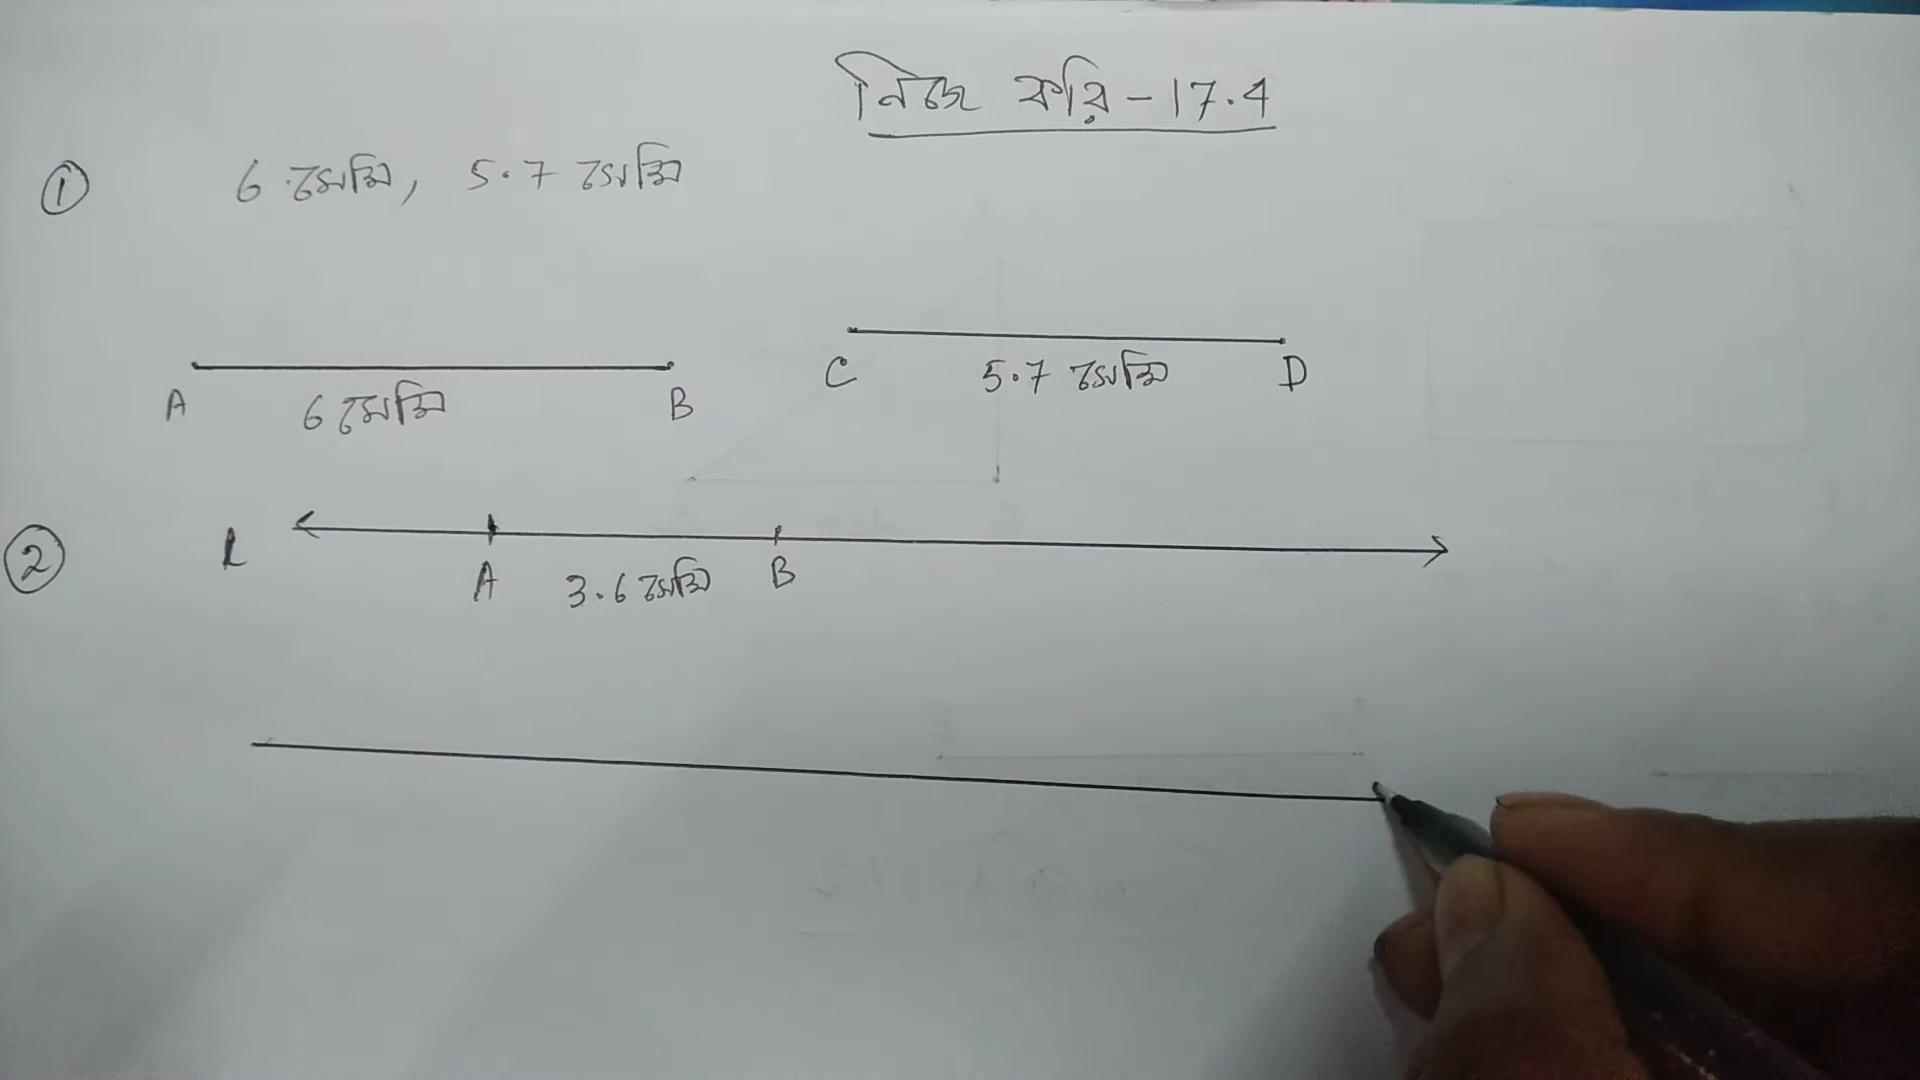 নিজে করি – 17.4
① 6 সেমি, 5.7 সেমি
A 6 সেমি B
C 5.7 সেমি D
② L
A 3.6 সেমি B